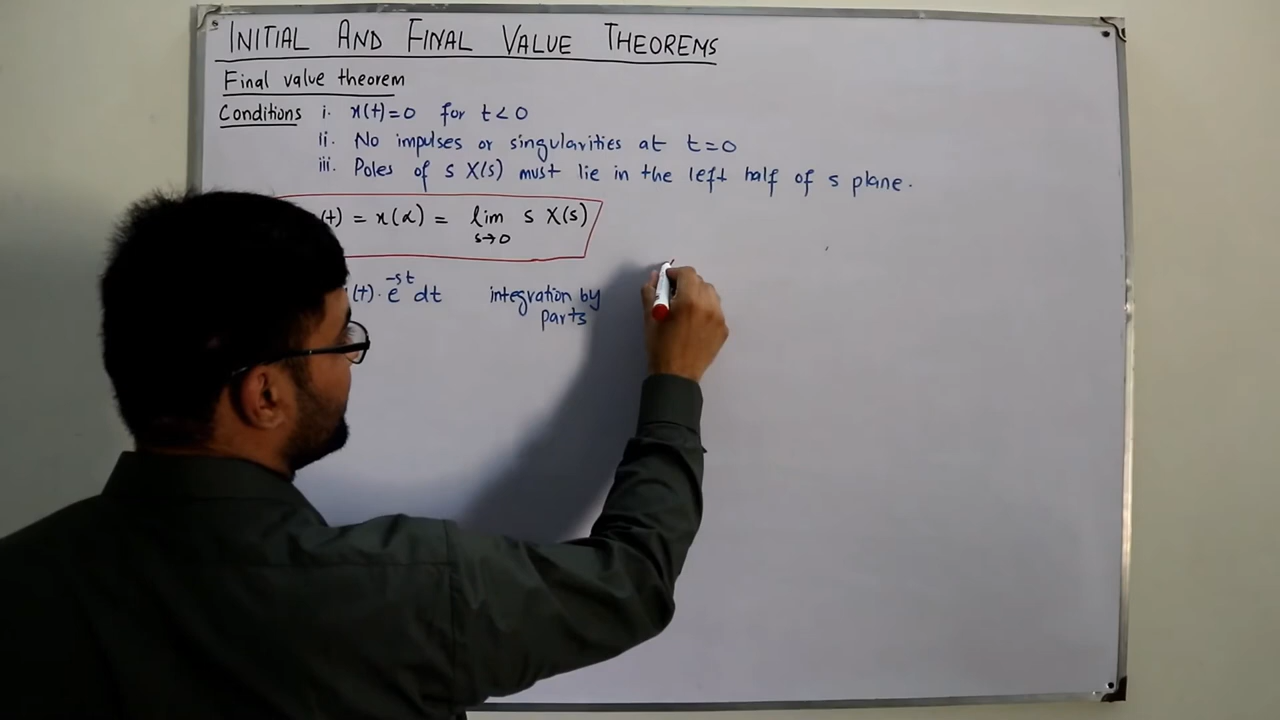 INITIAL AND FINAL VALUE THEOREMS
Final value theorem
Conditions i. x(t)=0 for t<0
ii. No impulses or singularities at t=0
iii. Poles of s X(s) must lie in the left half of s plane.
(t) = x(∝) = lim s X(s)
s→0
(t). e^-st dt integration by
parts